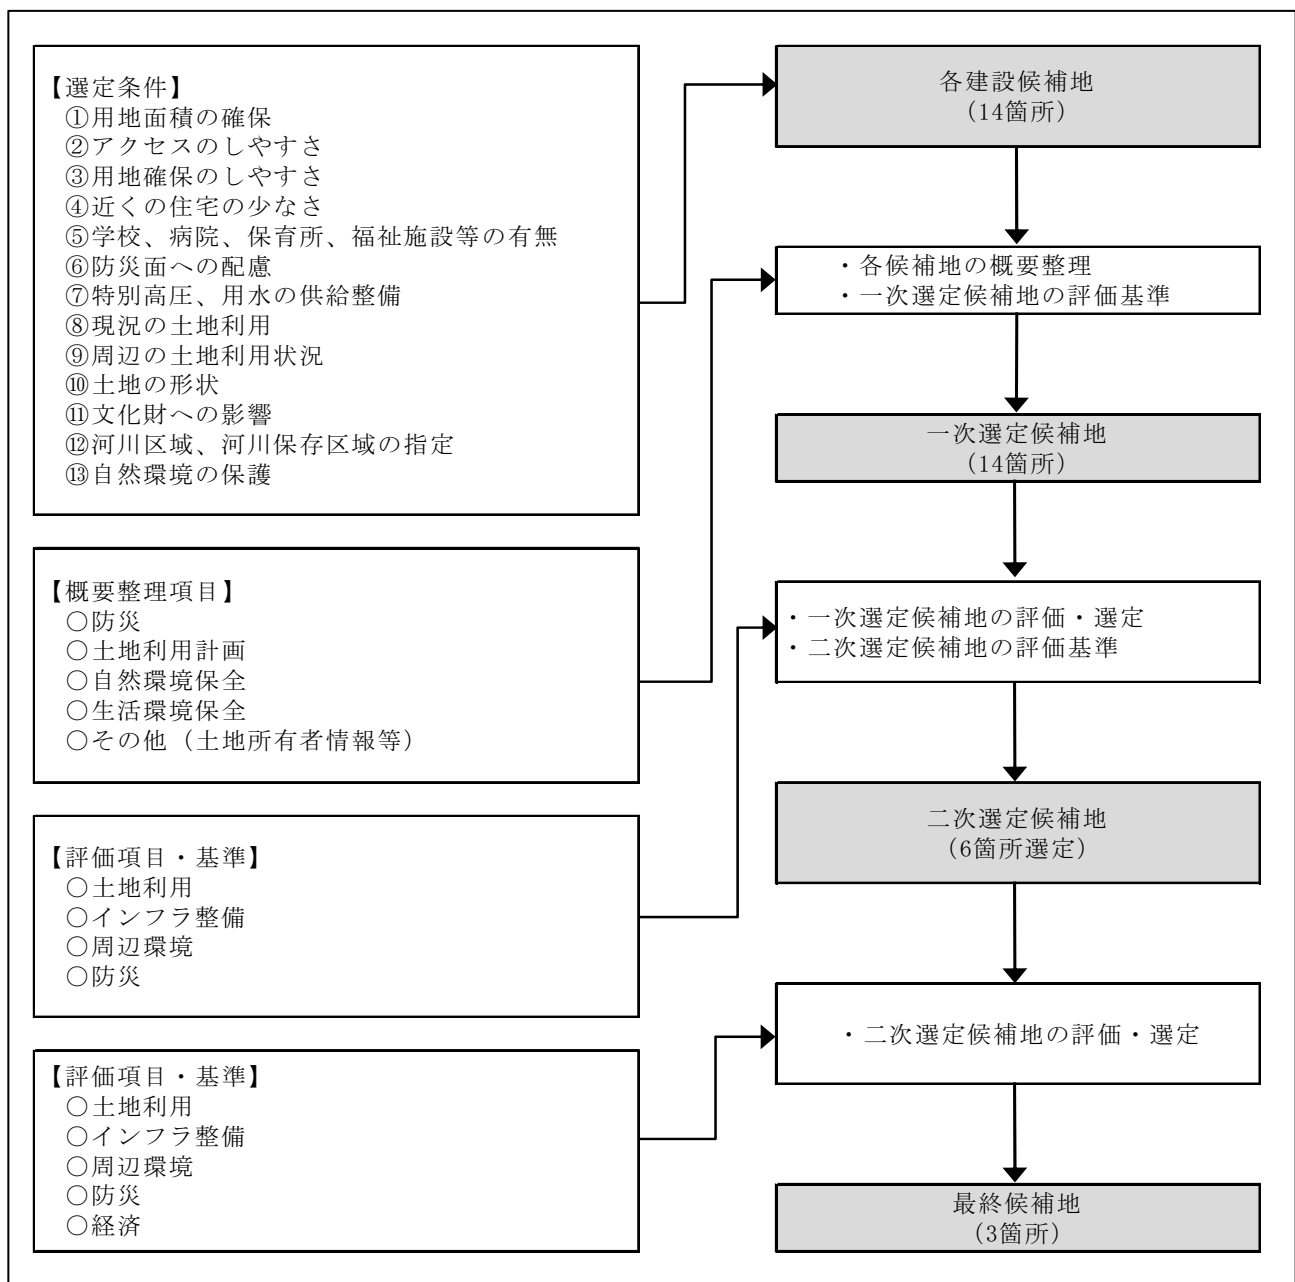 【選定条件】
①用地面積の確保
②アクセスのしやすさ
③用地確保のしやすさ
④近くの住宅の少なさ
⑤学校、病院、保育所、福祉施設等の有無
⑥防災面への配慮
⑦特別高圧、用水の供給整備
⑧現況の土地利用
⑨周辺の土地利用状況
⑩土地の形状
⑪文化財への影響
⑫河川区域、河川保存区域の指定
⑬自然環境の保護
【概要整理項目】
○防災
○土地利用計画
○自然環境保全
○生活環境保全
○その他（土地所有者情報等）
【評価項目・基準】
○土地利用
○インフラ整備
○周辺環境
○防災
【評価項目・基準】
○土地利用
○インフラ整備
○周辺環境
○防災
○経済
各建設候補地
（14箇所）
・各候補地の概要整理
・一次選定候補地の評価基準
一次選定候補地
（14箇所）
・一次選定候補地の評価・選定
・二次選定候補地の評価基準
二次選定候補地
（6箇所選定）
・二次選定候補地の評価・選定
最終候補地
（3箇所）